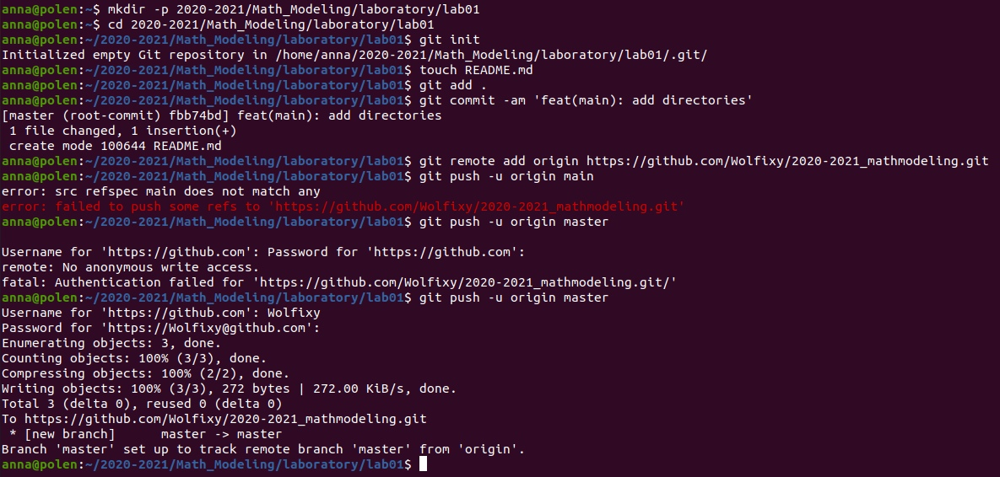 anna@polen:~$ mkdir -p 2020-2021/Math_Modeling/laboratory/lab01
anna@polen:~$ cd 2020-2021/Math_Modeling/laboratory/lab01
anna@polen:~/2020-2021/Math_Modeling/laboratory/lab01$ git init
Initialized empty Git repository in /home/anna/2020-2021/Math_Modeling/laboratory/lab01/.git/
anna@polen:~/2020-2021/Math_Modeling/laboratory/lab01$ touch README.md
anna@polen:~/2020-2021/Math_Modeling/laboratory/lab01$ git add .
anna@polen:~/2020-2021/Math_Modeling/laboratory/lab01$ git commit -am 'feat(main): add directories'
[master (root-commit) fbb74bd] feat(main): add directories
 1 file changed, 1 insertion(+)
 create mode 100644 README.md
anna@polen:~/2020-2021/Math_Modeling/laboratory/lab01$ git remote add origin https://github.com/Wolfixy/2020-2021_mathmodeling.git
anna@polen:~/2020-2021/Math_Modeling/laboratory/lab01$ git push -u origin main
error: src refspec main does not match any
error: failed to push some refs to 'https://github.com/Wolfixy/2020-2021_mathmodeling.git'
anna@polen:~/2020-2021/Math_Modeling/laboratory/lab01$ git push -u origin master
Username for 'https://github.com': Password for 'https://github.com':
remote: No anonymous write access.
fatal: Authentication failed for 'https://github.com/Wolfixy/2020-2021_mathmodeling.git/'
anna@polen:~/2020-2021/Math_Modeling/laboratory/lab01$ git push -u origin master
Username for 'https://github.com': Wolfixy
Password for 'https://Wolfixy@github.com':
Enumerating objects: 3, done.
Counting objects: 100% (3/3), done.
Compressing objects: 100% (2/2), done.
Writing objects: 100% (3/3), 272 bytes | 272.00 KiB/s, done.
Total 3 (delta 0), reused 0 (delta 0)
To https://github.com/Wolfixy/2020-2021_mathmodeling.git
 * [new branch]      master -> master
Branch 'master' set up to track remote branch 'master' from 'origin'.
anna@polen:~/2020-2021/Math_Modeling/laboratory/lab01$